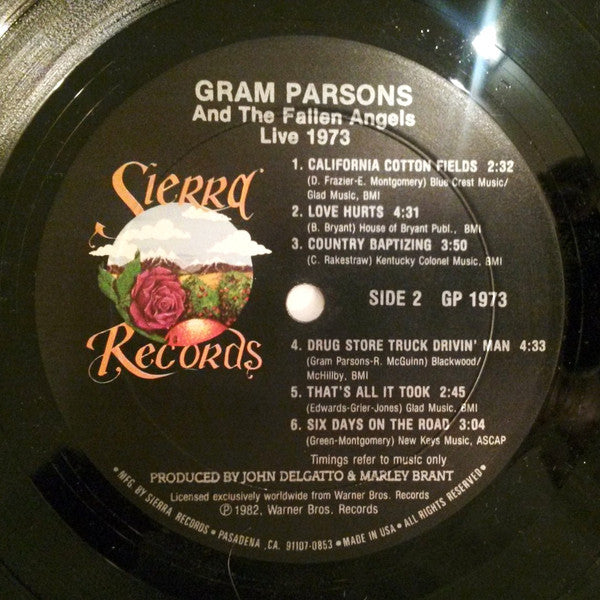 GRAM PARSONS
And The Fallen Angels
Live 1973
Sierra
Records
1. CALIFORNIA COTTON FIELDS 2:32
(D. Frazier-E. Montgomery) Blue Crest Music/
Glad Music, BMI
2. LOVE HURTS 4:31
(B. Bryant) House of Bryant Publ., BMI
3. COUNTRY BAPTIZING 3:50
(C. Rakestraw) Kentucky Colonel Music, BMI
SIDE 2 GP 1973
4. DRUG STORE TRUCK DRIVIN' MAN 4:33
(Gram Parsons-R. McGuinn) Blackwood/
McHillby, BMI
5. THAT'S ALL IT TOOK 2:45
(Edwards-Grier-Jones) Glad Music, BMI
6. SIX DAYS ON THE ROAD 3:04
(Green-Montgomery) New Keys Music, ASCAP
Timings refer to music only
PRODUCED BY JOHN DELGATTO & MARLEY BRANT
Licensed exclusively worldwide from Warner Bros. Records
℗ 1982, Warner Bros. Records
• MFG. BY SIERRA RECORDS • PASADENA, CA. 91107-0853 • MADE IN USA • ALL RIGHTS RESERVED •